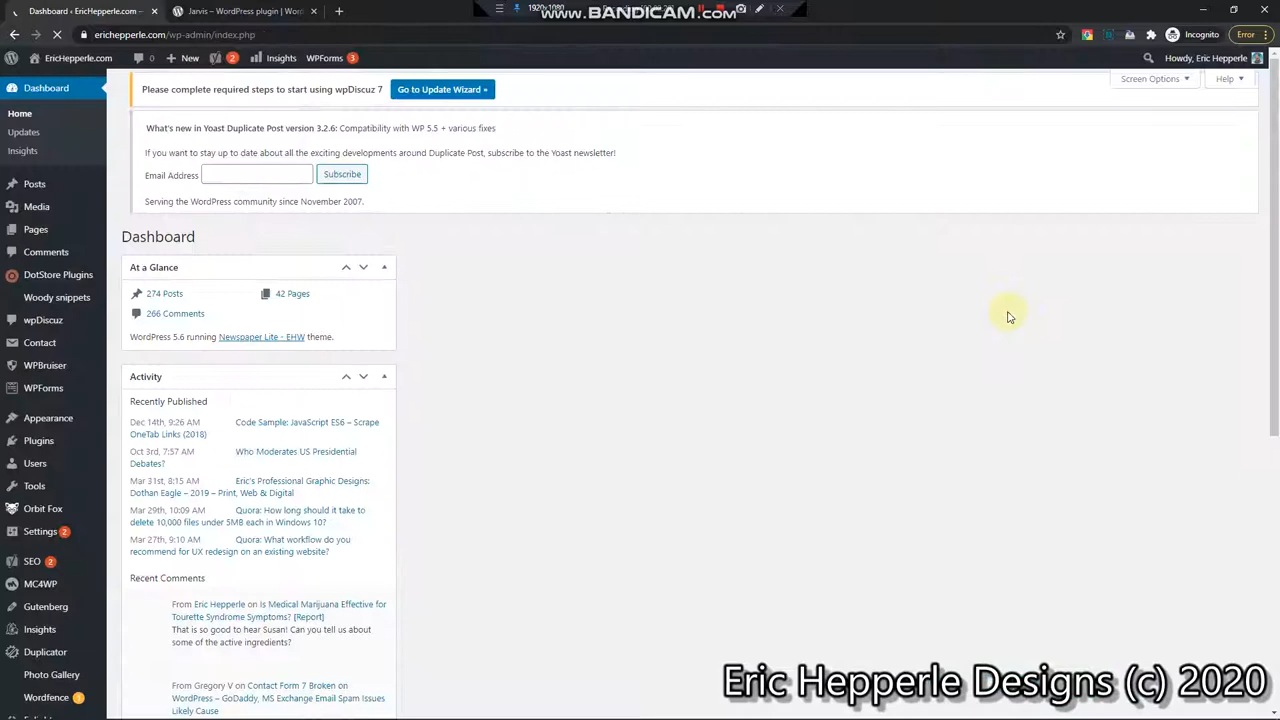 Dashboard ‹ EricHepperle.com — ×
Jarvis – WordPress plugin | Word ×
1920x1080
www.BANDICAM.com
erichepperle.com/wp-admin/index.php
Incognito
Error
EricHepperle.com
0
New
2
Insights
WPForms 3
Howdy, Eric Hepperle
Dashboard
Home
Updates
Insights
Posts
Media
Pages
Comments
DotStore Plugins
Woody snippets
wpDiscuz
Contact
WPBruiser
WPForms
Appearance
Plugins
Users
Tools
Orbit Fox
Settings 2
SEO 2
MC4WP
Gutenberg
Insights
Duplicator
Photo Gallery
Wordfence 1
Screen Options
Help
Please complete required steps to start using wpDiscuz 7
Go to Update Wizard »
What's new in Yoast Duplicate Post version 3.2.6: Compatibility with WP 5.5 + various fixes
If you want to stay up to date about all the exciting developments around Duplicate Post, subscribe to the Yoast newsletter!
Email Address
Subscribe
Serving the WordPress community since November 2007.
Dashboard
At a Glance
274 Posts
42 Pages
266 Comments
WordPress 5.6 running Newspaper Lite - EHW theme.
Activity
Recently Published
Dec 14th, 9:26 AM Code Sample: JavaScript ES6 – Scrape
OneTab Links (2018)
Oct 3rd, 7:57 AM Who Moderates US Presidential
Debates?
Mar 31st, 8:15 AM Eric's Professional Graphic Designs:
Dothan Eagle – 2019 – Print, Web & Digital
Mar 29th, 10:09 AM Quora: How long should it take to
delete 10,000 files under 5MB each in Windows 10?
Mar 27th, 9:10 AM Quora: What workflow do you
recommend for UX redesign on an existing website?
Recent Comments
From Eric Hepperle on Is Medical Marijuana Effective for
Tourette Syndrome Symptoms? [Report]
That is so good to hear Susan! Can you tell us about
some of the active ingredients?
From Gregory V on Contact Form 7 Broken on
WordPress – GoDaddy, MS Exchange Email Spam Issues
Likely Cause
Eric Hepperle Designs (c) 2020